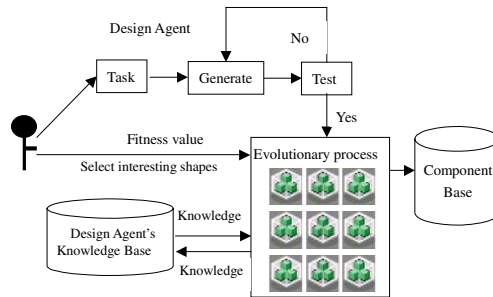 Design Agent
No
Task
Generate
Test
Yes
Fitness value
Select interesting shapes
Evolutionary process
Component
Base
Knowledge
Design Agent's
Knowledge Base
Knowledge